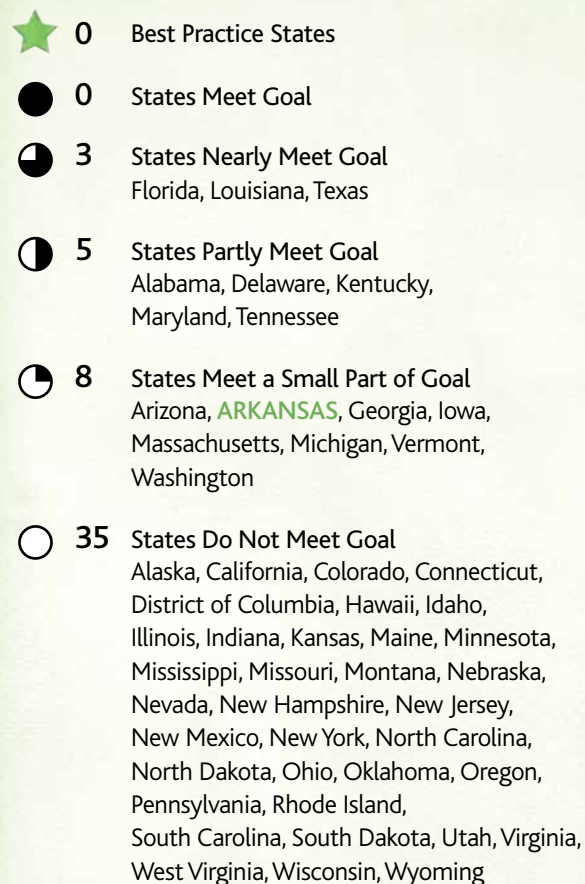 0 Best Practice States
0 States Meet Goal
3 States Nearly Meet Goal
Florida, Louisiana, Texas
5 States Partly Meet Goal
Alabama, Delaware, Kentucky,
Maryland, Tennessee
8 States Meet a Small Part of Goal
Arizona, ARKANSAS, Georgia, Iowa,
Massachusetts, Michigan, Vermont,
Washington
35 States Do Not Meet Goal
Alaska, California, Colorado, Connecticut,
District of Columbia, Hawaii, Idaho,
Illinois, Indiana, Kansas, Maine, Minnesota,
Mississippi, Missouri, Montana, Nebraska,
Nevada, New Hampshire, New Jersey,
New Mexico, New York, North Carolina,
North Dakota, Ohio, Oklahoma, Oregon,
Pennsylvania, Rhode Island,
South Carolina, South Dakota, Utah, Virginia,
West Virginia, Wisconsin, Wyoming